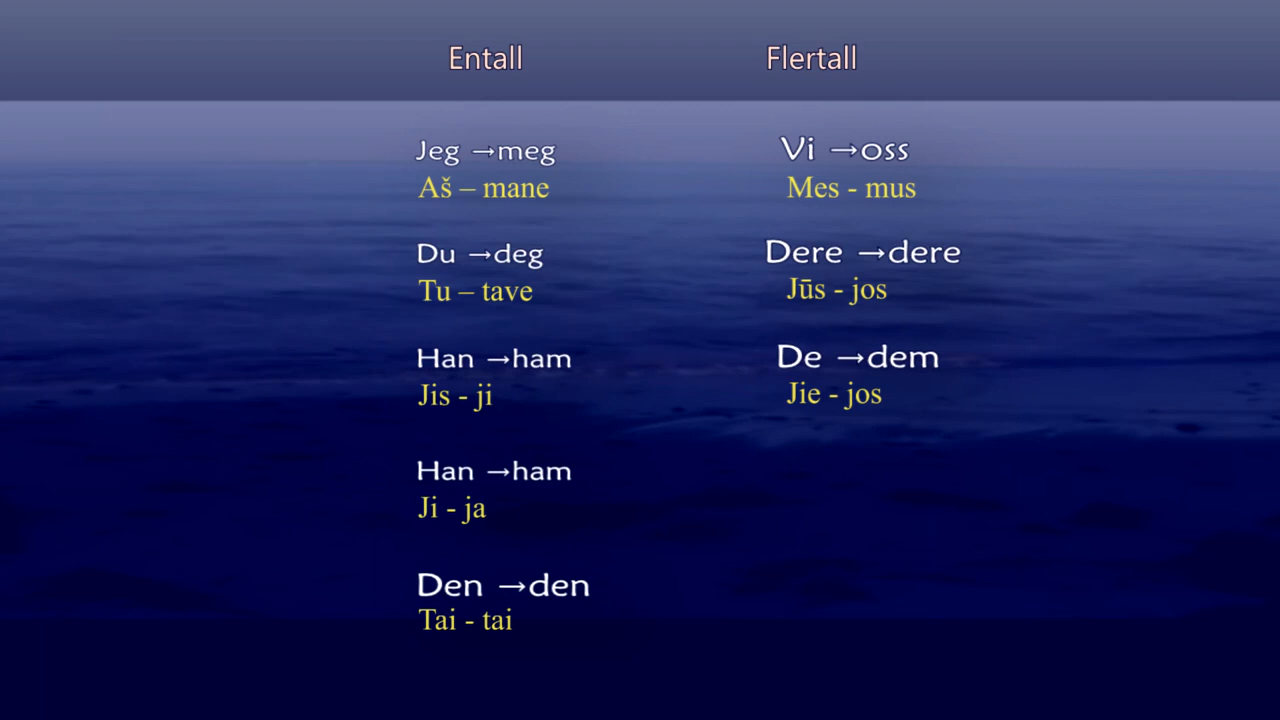 Entall
Flertall
Jeg →meg
Aš – mane
Du →deg
Tu – tave
Han →ham
Jis - ji
Han →ham
Ji - ja
Den →den
Tai - tai
Vi →oss
Mes - mus
Dere →dere
Jūs - jos
De →dem
Jie - jos